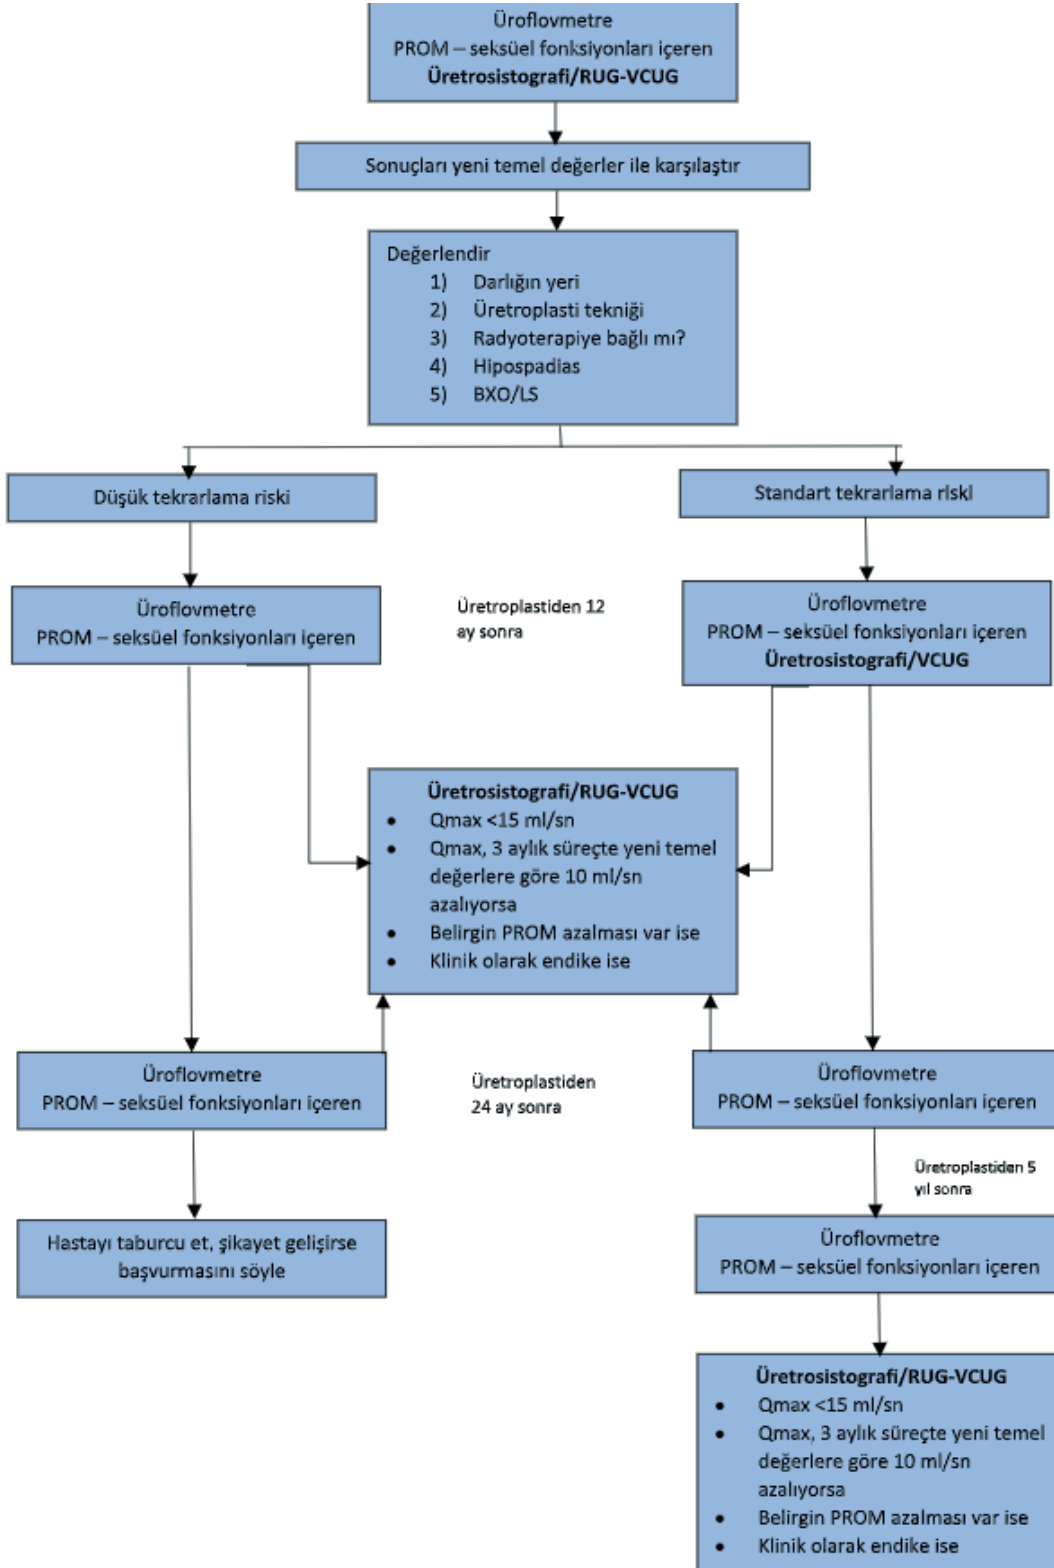 Üroflovmetre
PROM – seksüel fonksiyonları içeren
Üretrosistografi/RUG-VCUG
Sonuçları yeni temel değerler ile karşılaştır
Değerlendir
1) Darlığın yeri
2) Üretroplasti tekniği
3) Radyoterapiye bağlı mı?
4) Hipospadias
5) BXO/LS
Düşük tekrarlama riski
Standart tekrarlama riski
Üroflovmetre
PROM – seksüel fonksiyonları içeren
Üretroplastiden 12
ay sonra
Üroflovmetre
PROM – seksüel fonksiyonları içeren
Üretrosistografi/VCUG
Üretrosistografi/RUG-VCUG
• Qmax <15 ml/sn
• Qmax, 3 aylık süreçte yeni temel
değerlere göre 10 ml/sn
azalıyorsa
• Belirgin PROM azalması var ise
• Klinik olarak endike ise
Üroflovmetre
PROM – seksüel fonksiyonları içeren
Üretroplastiden
24 ay sonra
Üroflovmetre
PROM – seksüel fonksiyonları içeren
Hastayı taburcu et, şikayet gelişirse
başvurmasını söyle
Üretroplastiden 5
yıl sonra
Üroflovmetre
PROM – seksüel fonksiyonları içeren
Üretrosistografi/RUG-VCUG
• Qmax <15 ml/sn
• Qmax, 3 aylık süreçte yeni temel
değerlere göre 10 ml/sn
azalıyorsa
• Belirgin PROM azalması var ise
• Klinik olarak endike ise